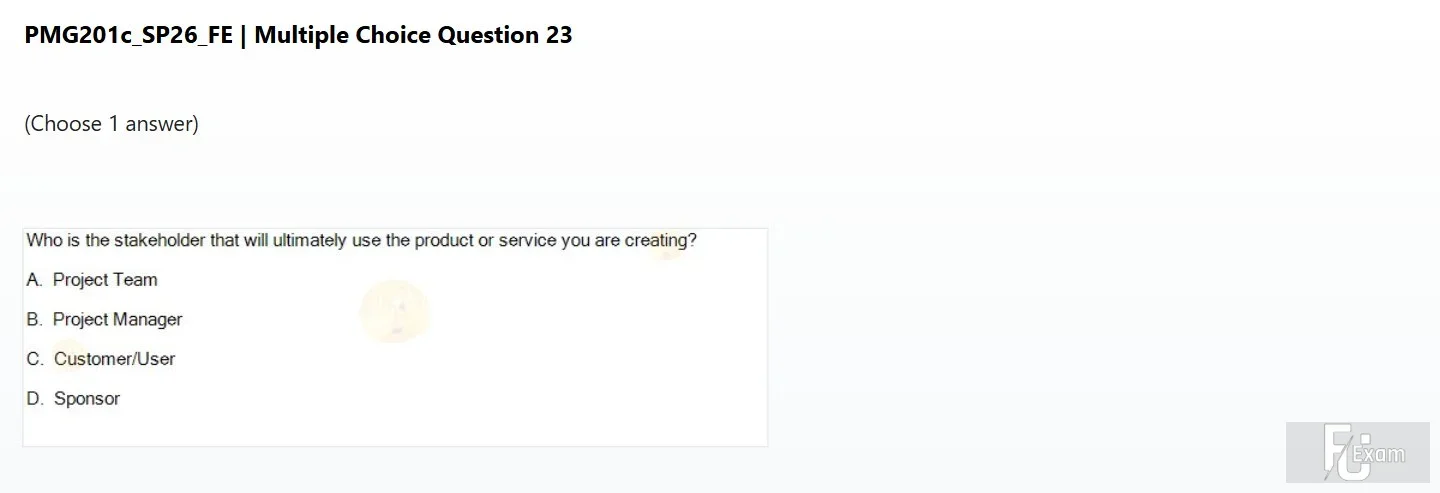 PMG201c_SP26_FE | Multiple Choice Question 23
(Choose 1 answer)
Who is the stakeholder that will ultimately use the product or service you are creating?
A. Project Team
B. Project Manager
C. Customer/User
D. Sponsor
FU Exam